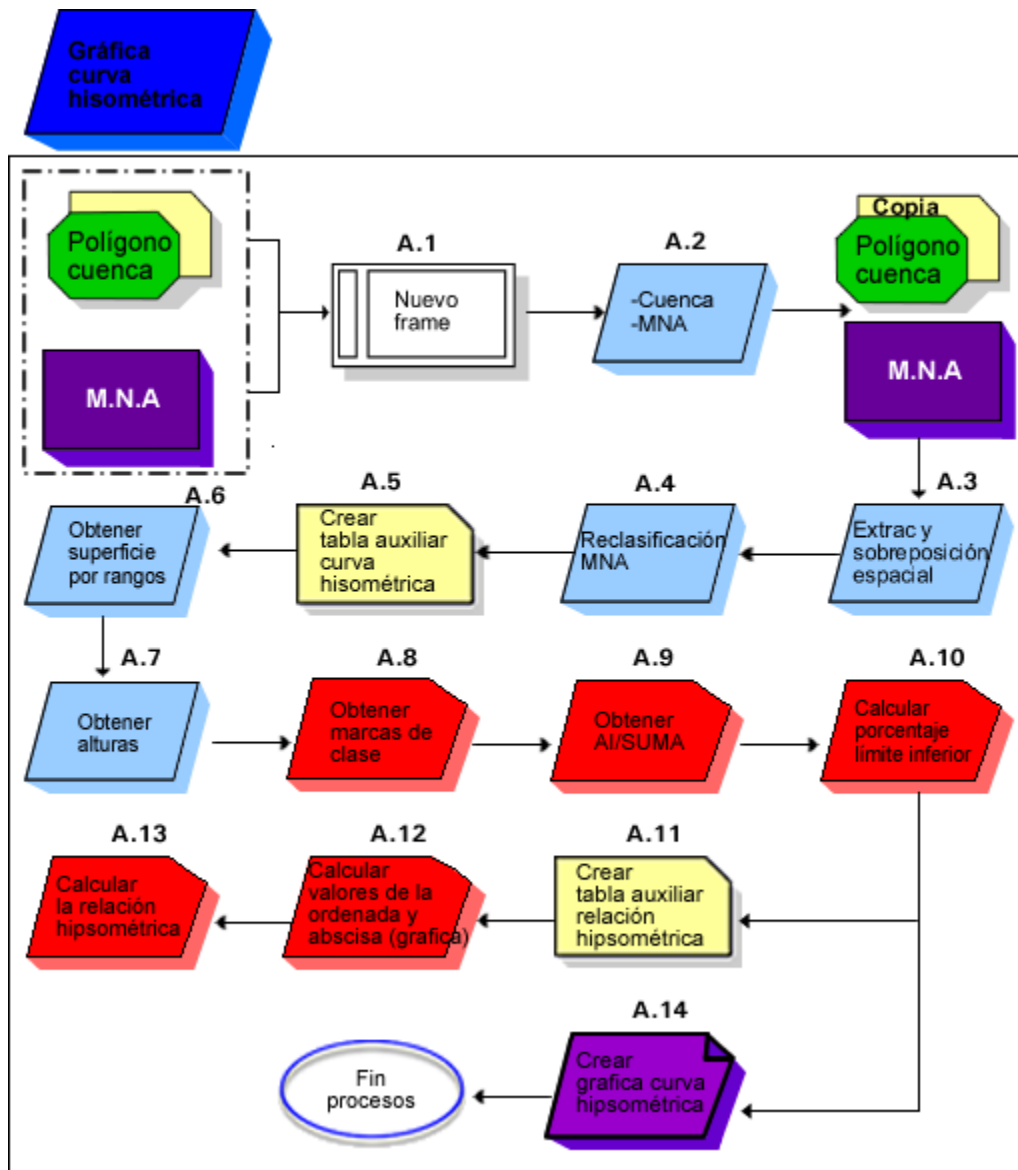 Gráfica
curva
hisométrica
Polígono
cuenca
M.N.A
A.1
Nuevo
frame
A.2
-Cuenca
-MNA
Copia
Polígono
cuenca
M.N.A
A.3
Extrac y
sobreposición
espacial
A.4
Reclasificación
MNA
A.5
Crear
tabla auxiliar
curva
hisométrica
A.6
Obtener
superficie
por rangos
A.7
Obtener
alturas
A.8
Obtener
marcas de
clase
A.9
Obtener
AI/SUMA
A.10
Calcular
porcentaje
límite inferior
A.11
Crear
tabla auxiliar
relación
hipsométrica
A.12
Calcular
valores de la
ordenada y
abscisa (grafica)
A.13
Calcular
la relación
hipsométrica
A.14
Crear
grafica curva
hipsométrica
Fin
procesos